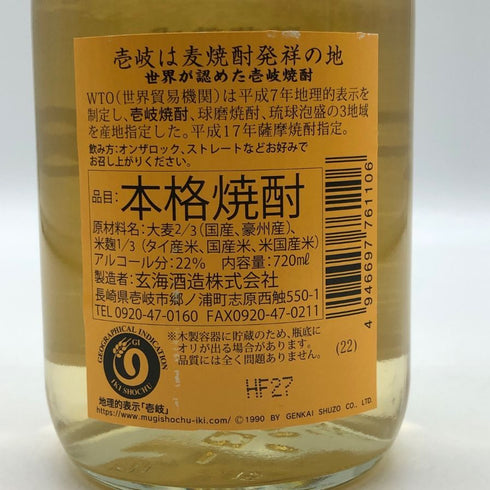 壱岐は麦焼酎発祥の地
世界が認めた壱岐焼酎
WTO(世界貿易機関)は平成7年地理的表示を
制定し、壱岐焼酎、球磨焼酎、琉球泡盛の3地域
を産地指定した。平成17年薩摩焼酎指定。
飲み方:オンザロック、ストレートなどお好みで
お召し上がりください。
品目: 本格焼酎
原材料名:大麦2/3(国産、豪州産)、
米麹1/3(タイ産米、国産米、米国産米)
アルコール分:22% 内容量:720mℓ
製造者:玄海酒造株式会社
長崎県壱岐市郷ノ浦町志原西触550-1
TEL 0920-47-0160 FAX0920-47-0211
4946697761106
GEOGRAPHICAL INDICATION
GI
IKI SHOCHU
地理的表示「壱岐」
※木製容器に貯蔵のため、瓶底に
オリが出る場合があります。
品質には全く問題ありません。
(22)
HF27
https://www.mugishochu-iki.com/ ©1990 BY GENKAI SHUZO CO., LTD.